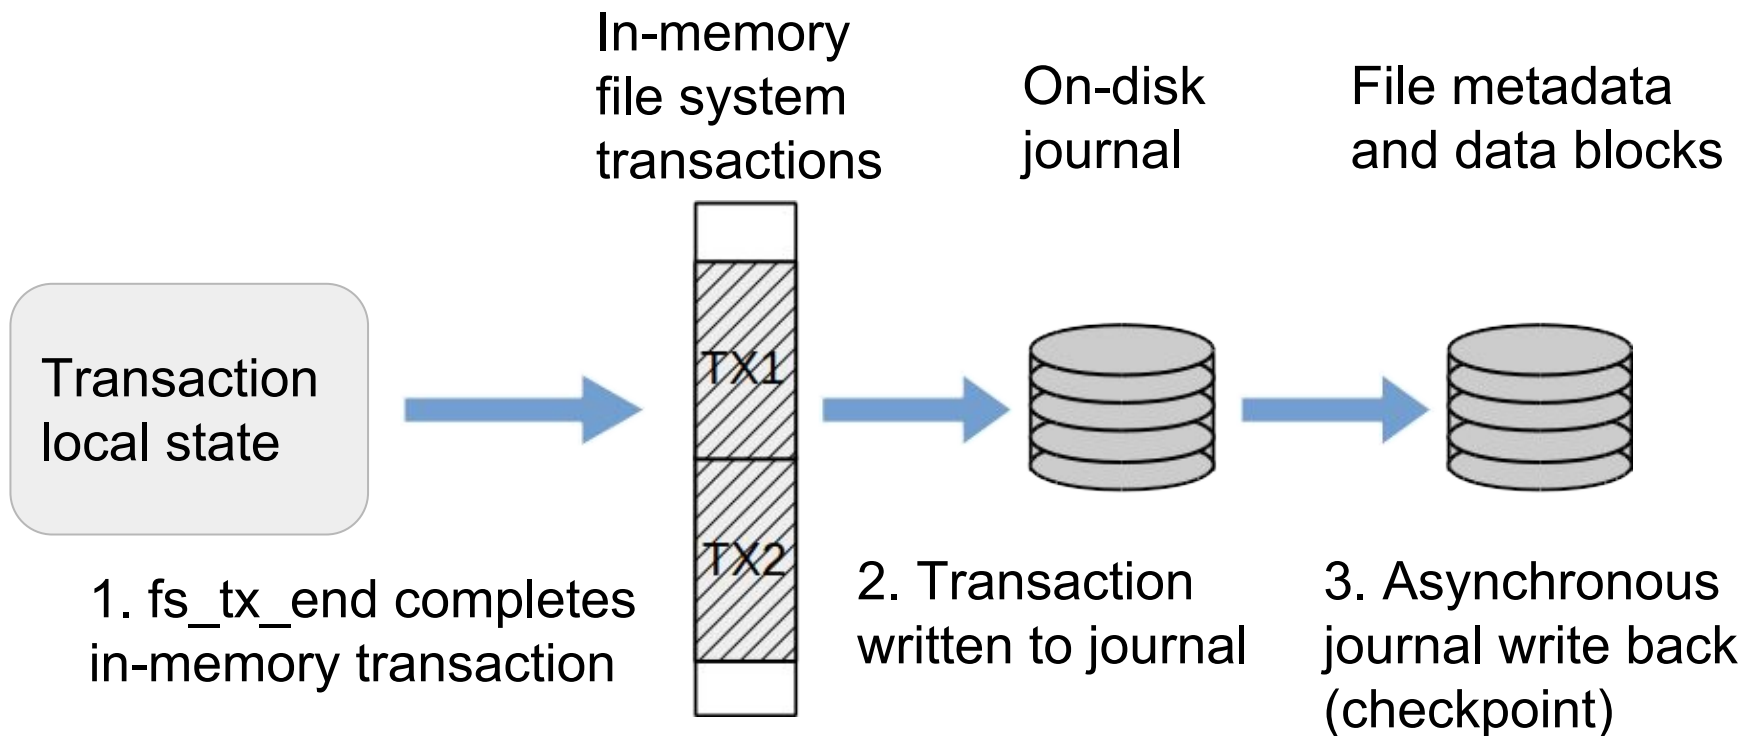 In-memory
file system
transactions
On-disk
journal
File metadata
and data blocks
Transaction
local state
TX1
TX2
1. fs_tx_end completes
in-memory transaction
2. Transaction
written to journal
3. Asynchronous
journal write back
(checkpoint)